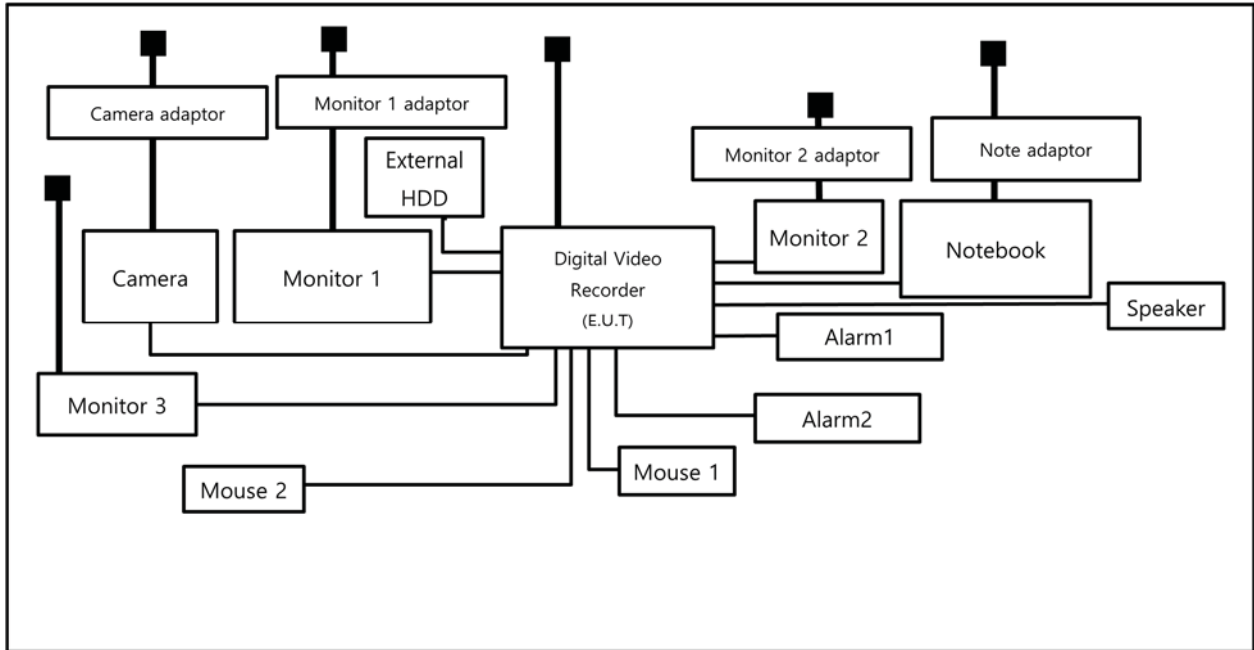 Camera adaptor
Monitor 1 adaptor
External
HDD
Monitor 2 adaptor
Note adaptor
Camera
Monitor 1
Digital Video
Recorder
(E.U.T)
Monitor 2
Notebook
Speaker
Alarm1
Monitor 3
Alarm2
Mouse 2
Mouse 1